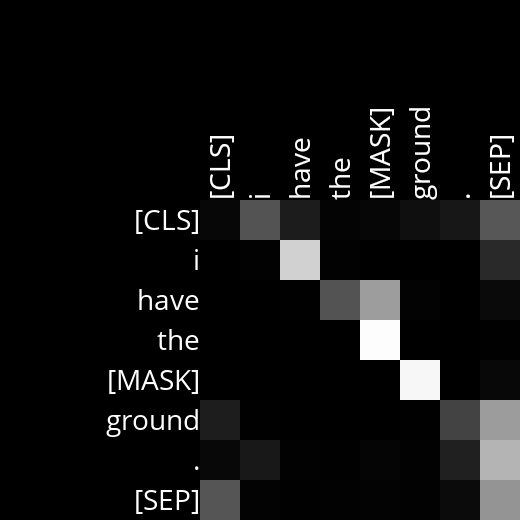 [CLS]
i
have
the
[MASK]
ground
.
[SEP]
[CLS]
i
have
the
[MASK]
ground
.
[SEP]